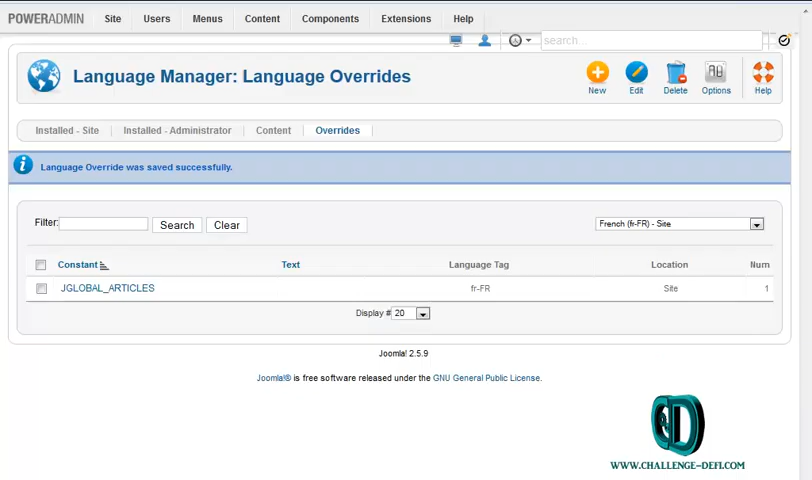 POWERADMIN Site Users Menus Content Components Extensions Help
search...
Language Manager: Language Overrides
New Edit Delete Options Help
Installed - Site Installed - Administrator Content Overrides
Language Override was saved successfully.
Filter: Search Clear French (fr-FR) - Site
Constant Text Language Tag Location Num
JGLOBAL_ARTICLES fr-FR Site 1
Display # 20
Joomla! 2.5.9
Joomla!® is free software released under the GNU General Public License.
WWW.CHALLENGE-DEFI.COM